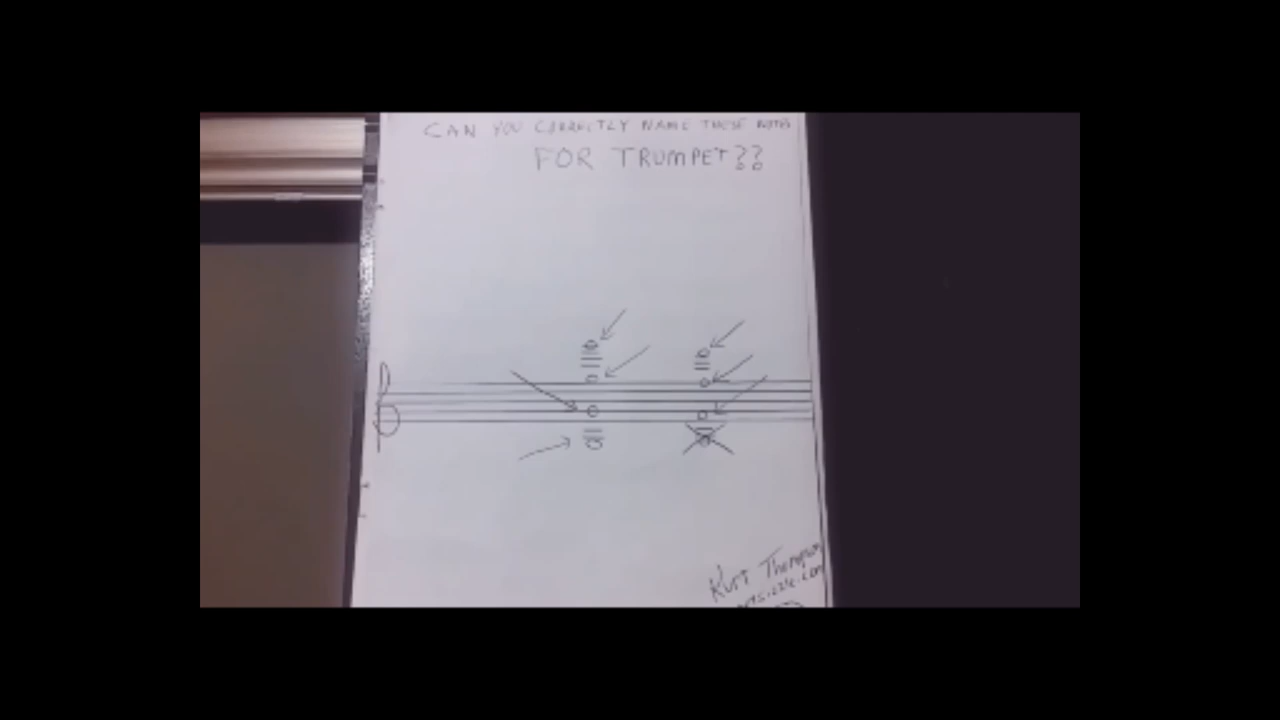 CAN YOU CORRECTLY NAME THESE NOTES
FOR TRUMPET??
Kurt Thompson